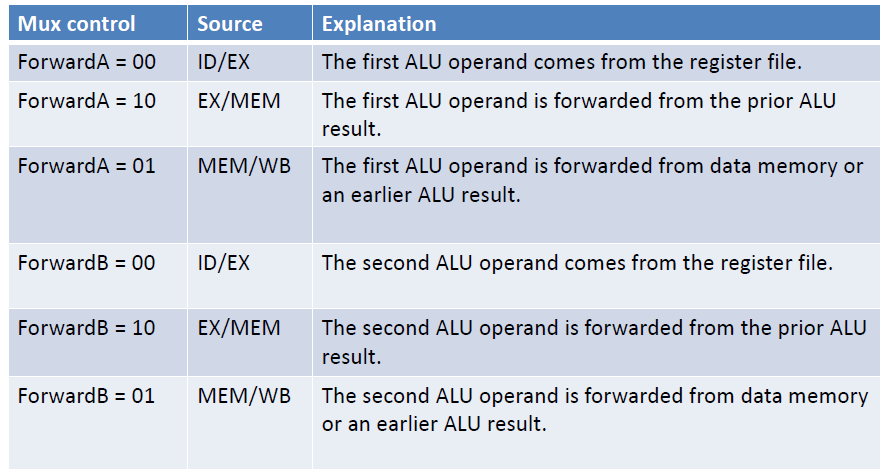 Mux control Source Explanation
ForwardA = 00 ID/EX The first ALU operand comes from the register file.
ForwardA = 10 EX/MEM The first ALU operand is forwarded from the prior ALU
result.
ForwardA = 01 MEM/WB The first ALU operand is forwarded from data memory or
an earlier ALU result.
ForwardB = 00 ID/EX The second ALU operand comes from the register file.
ForwardB = 10 EX/MEM The second ALU operand is forwarded from the prior ALU
result.
ForwardB = 01 MEM/WB The second ALU operand is forwarded from data memory
or an earlier ALU result.